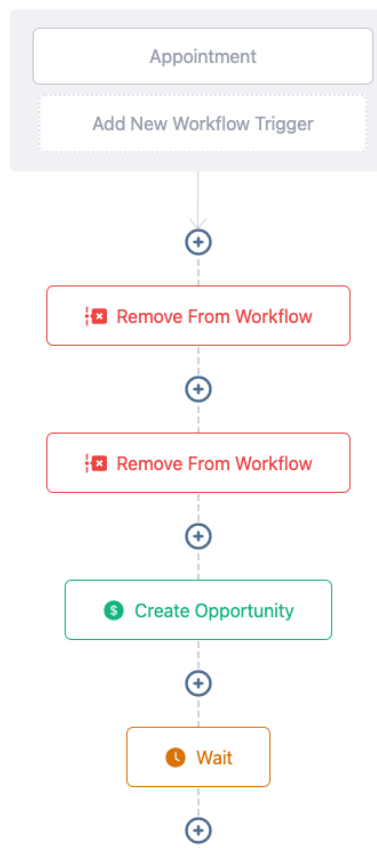 Appointment
Add New Workflow Trigger
Remove From Workflow
Remove From Workflow
Create Opportunity
Wait